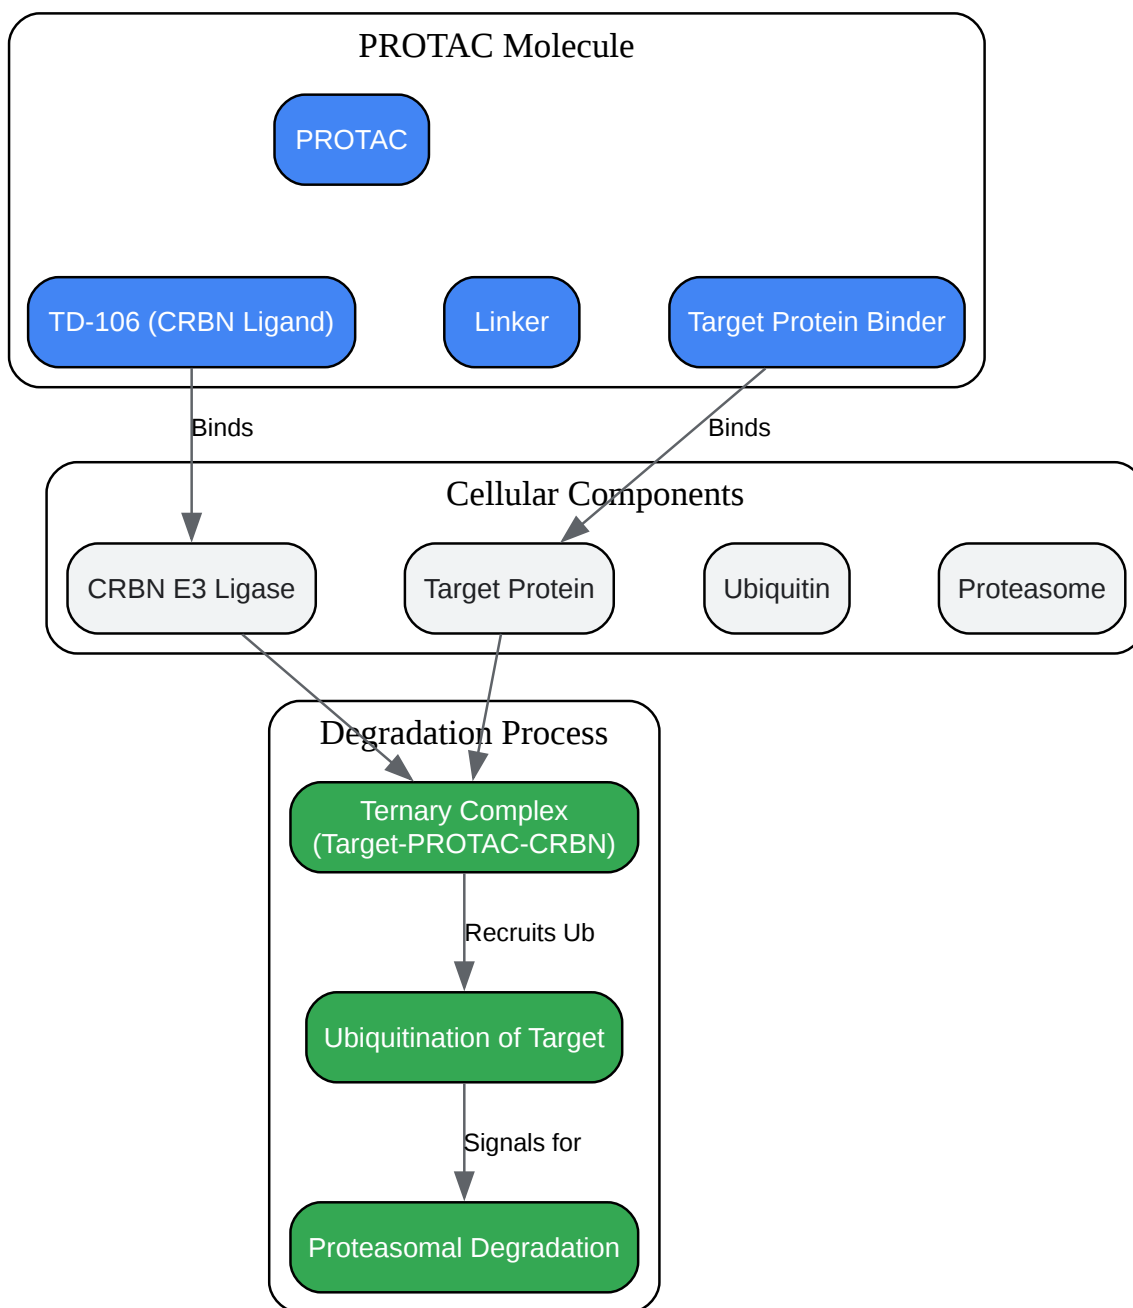 PROTAC Molecule
PROTAC
TD-106 (CRBN Ligand)
Linker
Target Protein Binder
Binds
Binds
Cellular Components
CRBN E3 Ligase
Target Protein
Ubiquitin
Proteasome
Degradation Process
Ternary Complex
(Target-PROTAC-CRBN)
Recruits Ub
Ubiquitination of Target
Signals for
Proteasomal Degradation